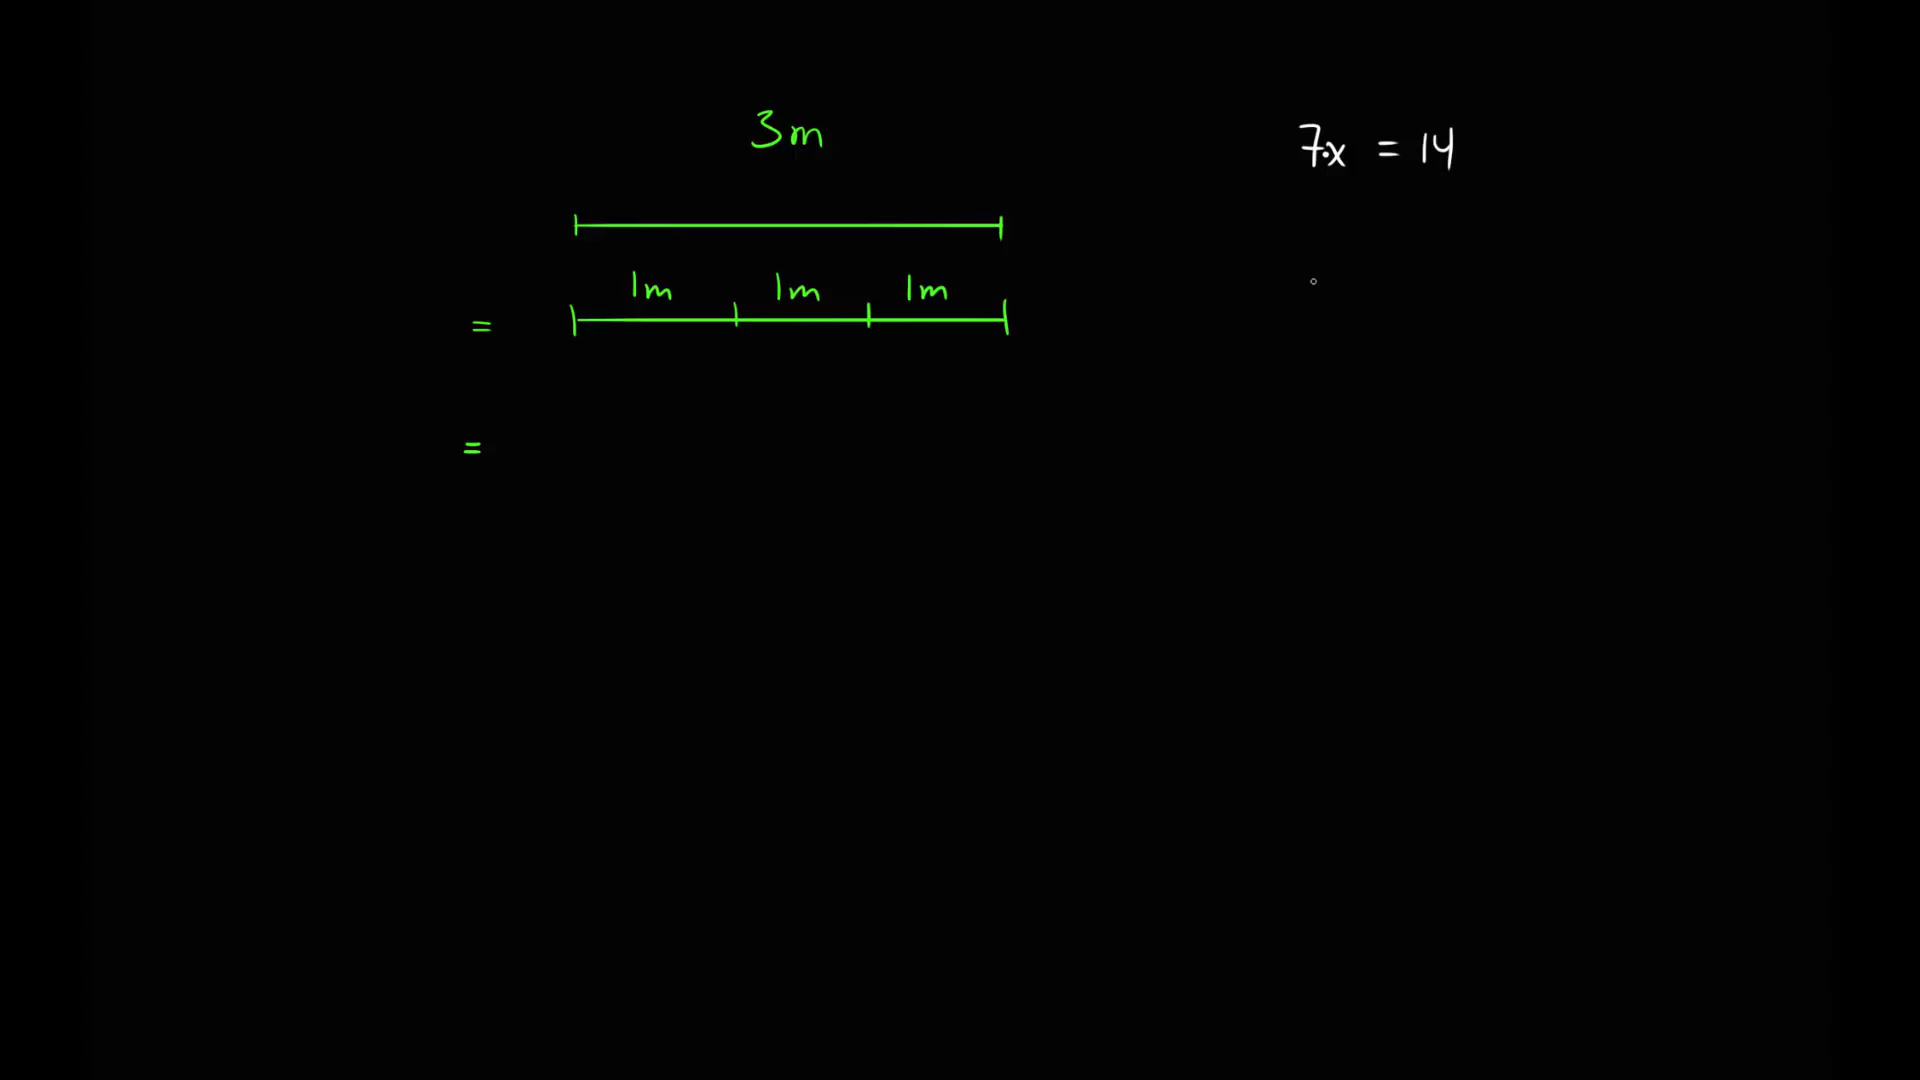 3m
7·x = 14
1m 1m 1m
=
=